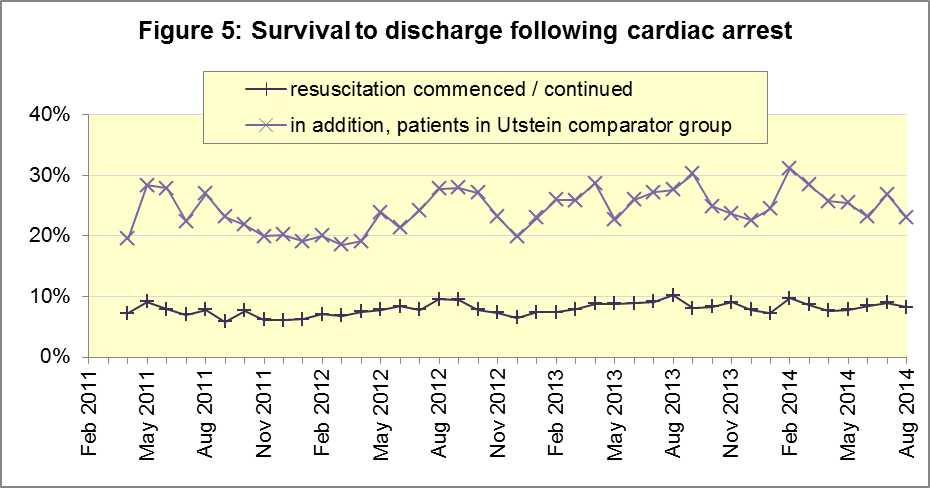 Figure 5: Survival to discharge following cardiac arrest
resuscitation commenced / continued
in addition, patients in Utstein comparator group
40%
30%
20%
10%
0%
Feb 2011
May 2011
Aug 2011
Nov 2011
Feb 2012
May 2012
Aug 2012
Nov 2012
Feb 2013
May 2013
Aug 2013
Nov 2013
Feb 2014
May 2014
Aug 2014